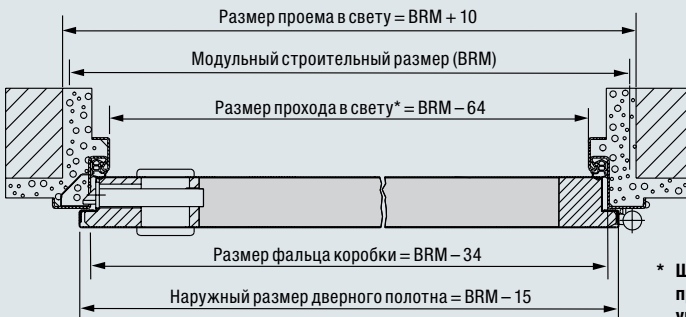 Размер проема в свету = BRM + 10
Модульный строительный размер (BRM)
Размер прохода в свету* = BRM – 64
Размер фальца коробки = BRM – 34
Наружный размер дверного полотна = BRM – 15
*